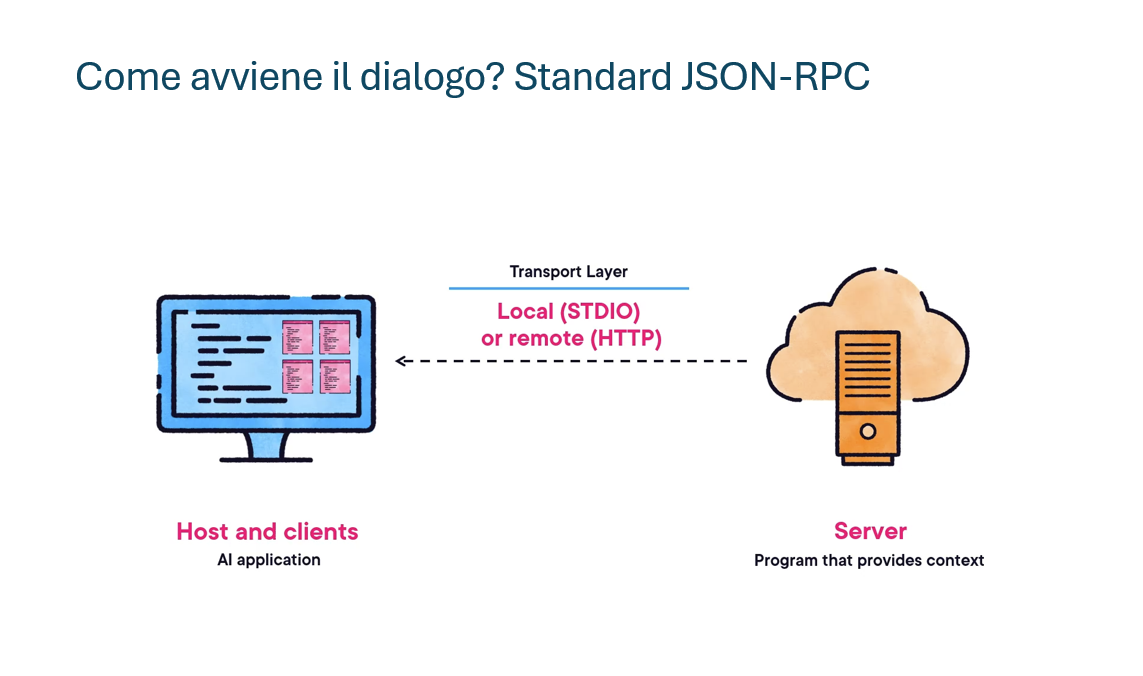 Come avviene il dialogo? Standard JSON-RPC
Transport Layer
Local (STDIO)
or remote (HTTP)
Host and clients
AI application
Server
Program that provides context